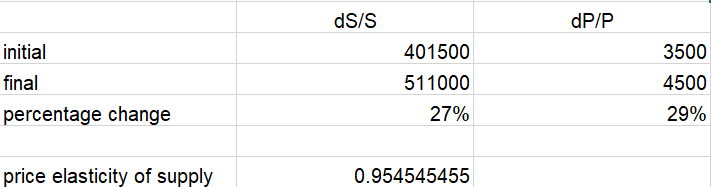 dS/S dP/P
initial 401500 3500
final 511000 4500
percentage change 27% 29%
price elasticity of supply 0.954545455